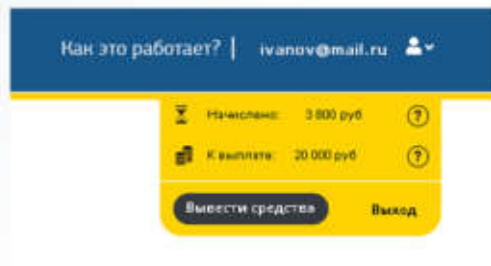 Как это работает? | ivanov@mail.ru
Начислено: 3 800 руб ?
К выплате: 20 000 руб ?
Вывести средства Выход